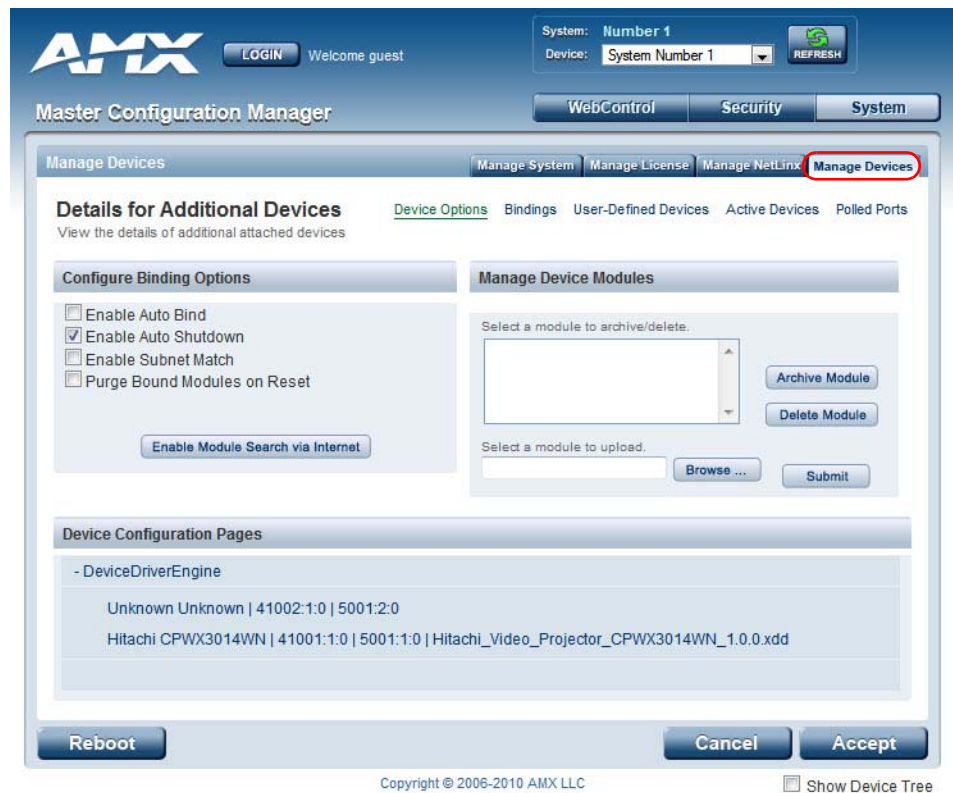 AMX
LOGIN
Welcome guest
System: Number 1
Device: System Number 1
REFRESH
Master Configuration Manager
WebControl Security System
Manage Devices
Manage System Manage License Manage NetLinx Manage Devices
Details for Additional Devices
View the details of additional attached devices
Device Options Bindings User-Defined Devices Active Devices Polled Ports
Configure Binding Options
Enable Auto Bind
Enable Auto Shutdown
Enable Subnet Match
Purge Bound Modules on Reset
Enable Module Search via Internet
Manage Device Modules
Select a module to archive/delete.
Archive Module
Delete Module
Select a module to upload.
Browse ...
Submit
Device Configuration Pages
- DeviceDriverEngine
Unknown Unknown | 41002:1:0 | 5001:2:0
Hitachi CPWX3014WN | 41001:1:0 | 5001:1:0 | Hitachi_Video_Projector_CPWX3014WN_1.0.0.xdd
Reboot
Cancel
Accept
Copyright © 2006-2010 AMX LLC
Show Device Tree